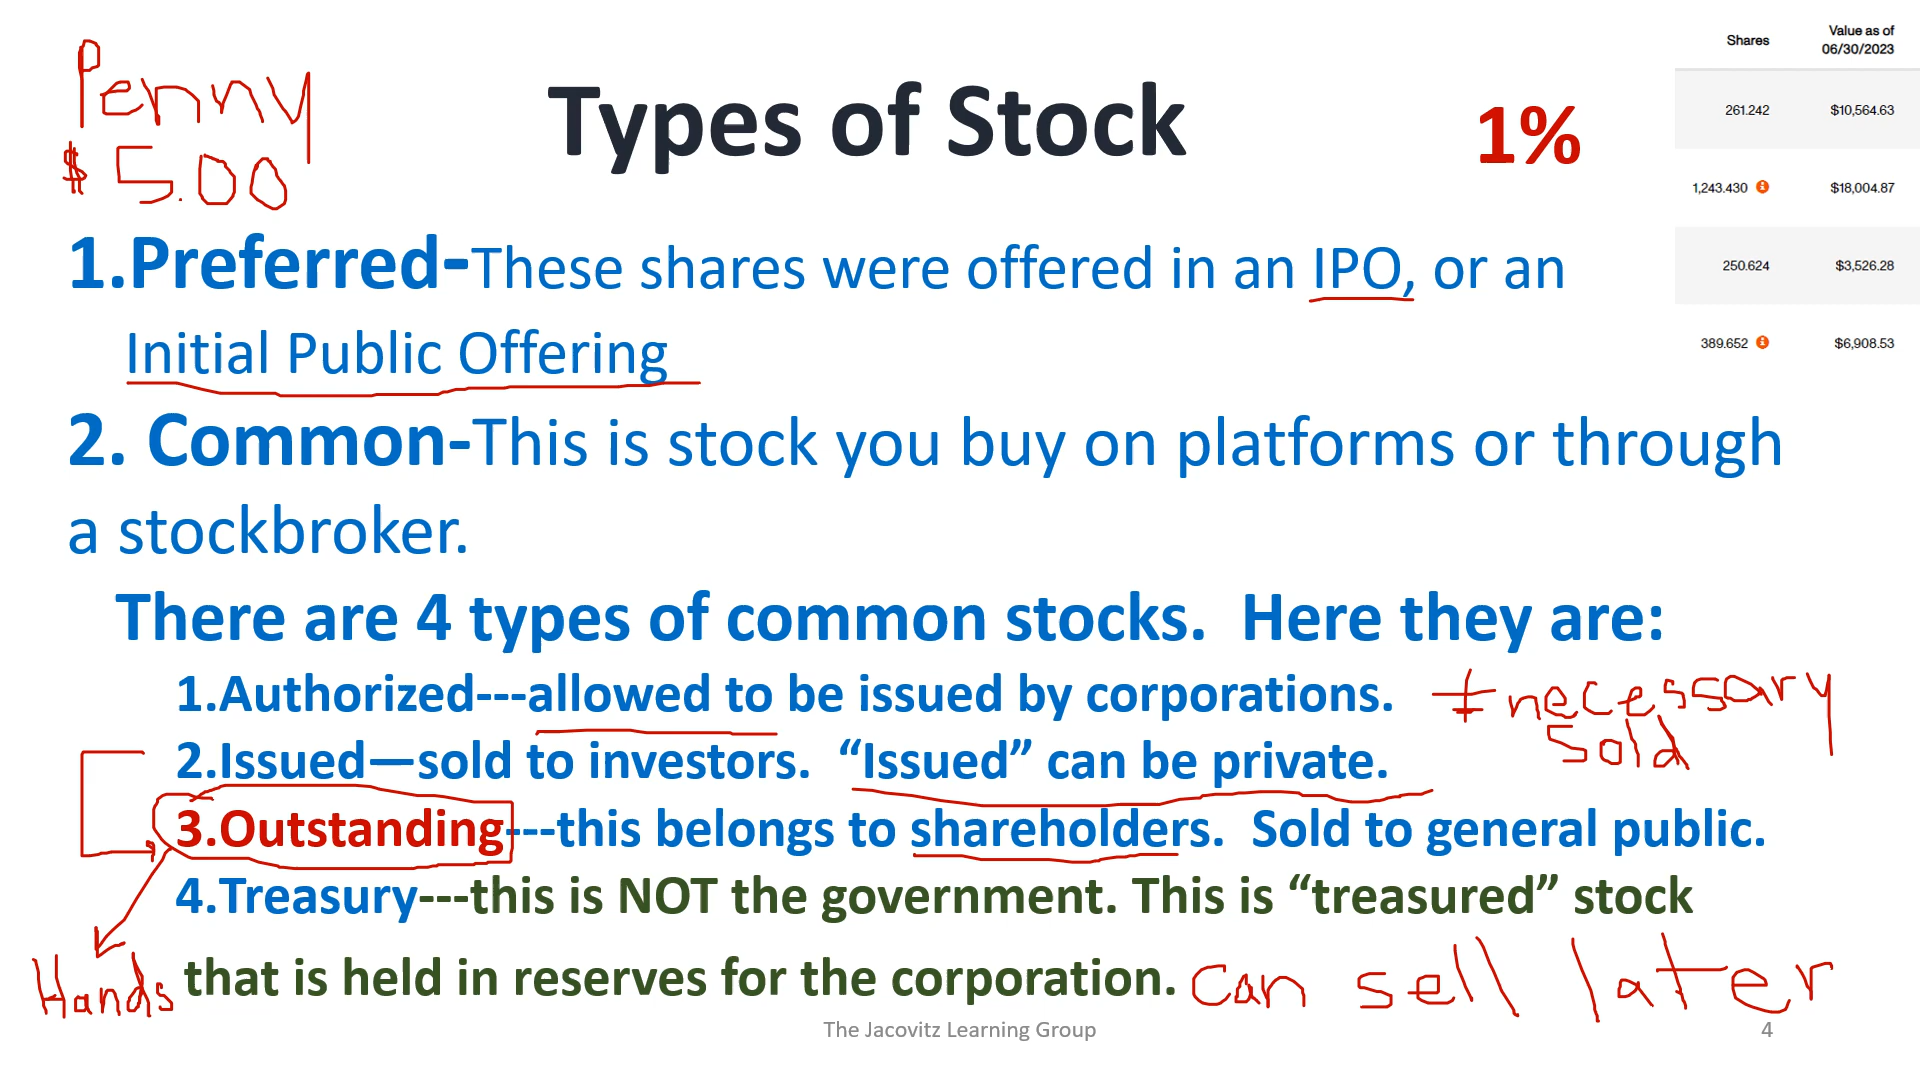 Penny
$ 5.00
Types of Stock
1%
Shares Value as of
06/30/2023
261.242 $10,564.63
1,243.430 $18,004.87
250.624 $3,526.28
389.652 $6,908.53
1.Preferred-These shares were offered in an IPO, or an
Initial Public Offering
2. Common-This is stock you buy on platforms or through
a stockbroker.
There are 4 types of common stocks.  Here they are:
1.Authorized---allowed to be issued by corporations. ≠ necessary
sold
2.Issued—sold to investors.  “Issued” can be private.
3.Outstanding---this belongs to shareholders.  Sold to general public.
4.Treasury---this is NOT the government. This is “treasured” stock
Hands that is held in reserves for the corporation. can sell later
The Jacovitz Learning Group 4